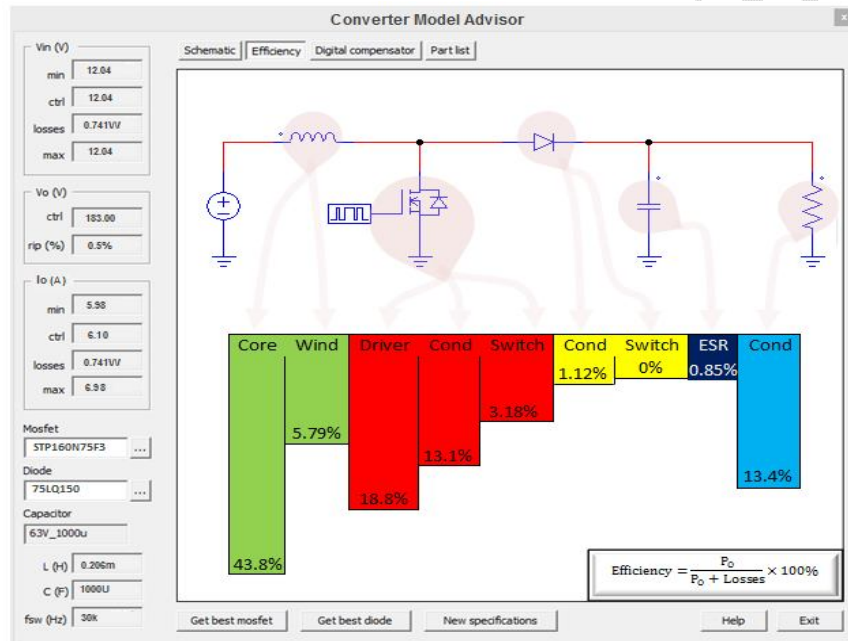 Converter Model Advisor
x
Vin (V)
min 12.04
ctrl 12.04
losses 0.741VV
max 12.04
Vo (V)
ctrl 183.00
rip (%) 0.5%
Io (A)
min 5.98
ctrl 6.10
losses 0.741VV
max 6.98
Mosfet
STP160N75F3 ...
Diode
75LQ150 ...
Capacitor
63V_1000u
L (H) 0.206m
C (F) 1000U
fsw (Hz) 30k
Schematic Efficiency Digital compensator Part list
Core Wind Driver Cond Switch Cond Switch ESR Cond
43.8% 5.79% 18.8% 13.1% 3.18% 1.12% 0% 0.85% 13.4%
Efficiency = P_O / (P_O + Losses) × 100%
Get best mosfet Get best diode New specifications Help Exit